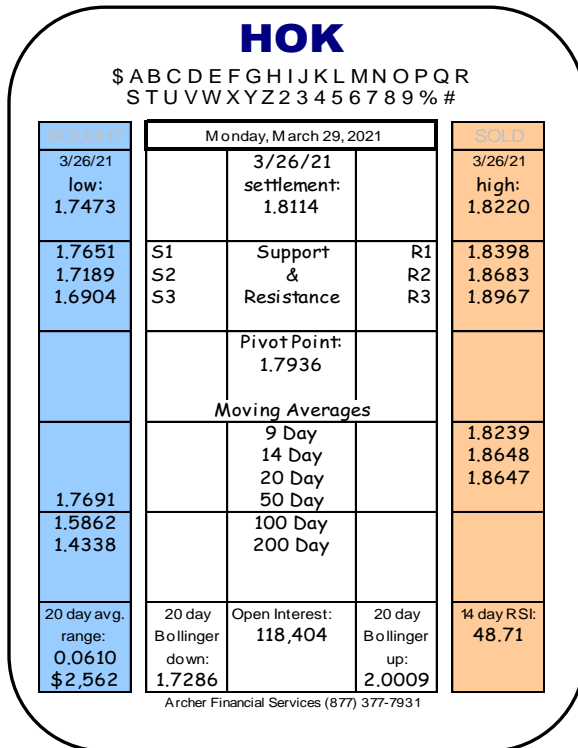 HOK
$ A B C D E F G H I J K L M N O P Q R
S T U V W X Y Z 2 3 4 5 6 7 8 9 % #
BOUGHT Monday, March 29, 2021 SOLD
3/26/21 3/26/21 3/26/21
low: settlement: high:
1.7473 1.8114 1.8220
1.7651 S1 Support R1 1.8398
1.7189 S2 & R2 1.8683
1.6904 S3 Resistance R3 1.8967
Pivot Point:
1.7936
Moving Averages
9 Day 1.8239
14 Day 1.8648
20 Day 1.8647
1.7691 50 Day
1.5862 100 Day
1.4338 200 Day
20 day avg. 20 day Open Interest: 20 day 14 day RSI:
range: Bollinger 118,404 Bollinger 48.71
0.0610 down: up:
$2,562 1.7286 2.0009
Archer Financial Services (877) 377-7931